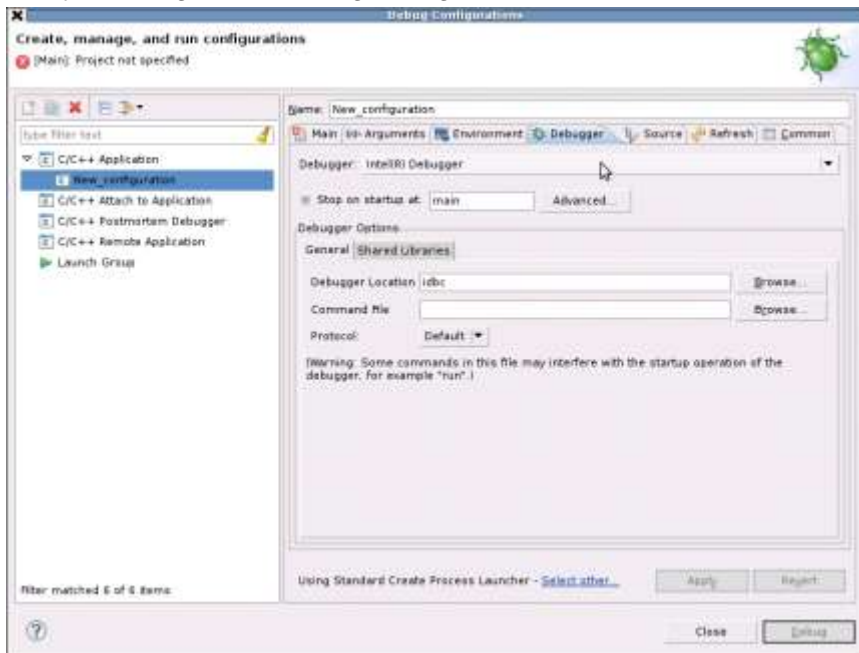 Debug Configurations
Create, manage, and run configurations
[Main]: Project not specified
type filter text
C/C++ Application
New_configuration
C/C++ Attach to Application
C/C++ Postmortem Debugger
C/C++ Remote Application
Launch Group
Filter matched 6 of 6 items
Name: New_configuration
Main Arguments Environment Debugger Source Refresh Common
Debugger: Intel(R) Debugger
Stop on startup at: main Advanced...
Debugger Options
General Shared Libraries
Debugger Location idbc Browse...
Command file Browse...
Protocol: Default
(Warning: Some commands in this file may interfere with the startup operation of the
debugger, for example "run".)
Using Standard Create Process Launcher - Select other...
Apply Revert
Close Debug